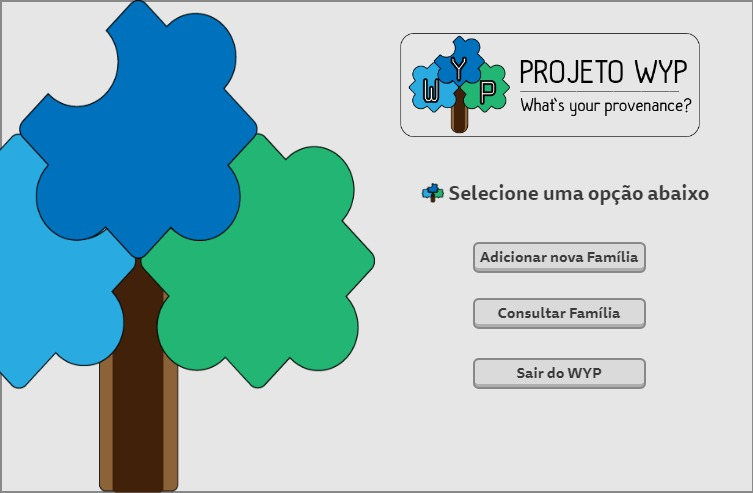 W Y P
PROJETO WYP
What's your provenance?
Selecione uma opção abaixo
Adicionar nova Família
Consultar Família
Sair do WYP